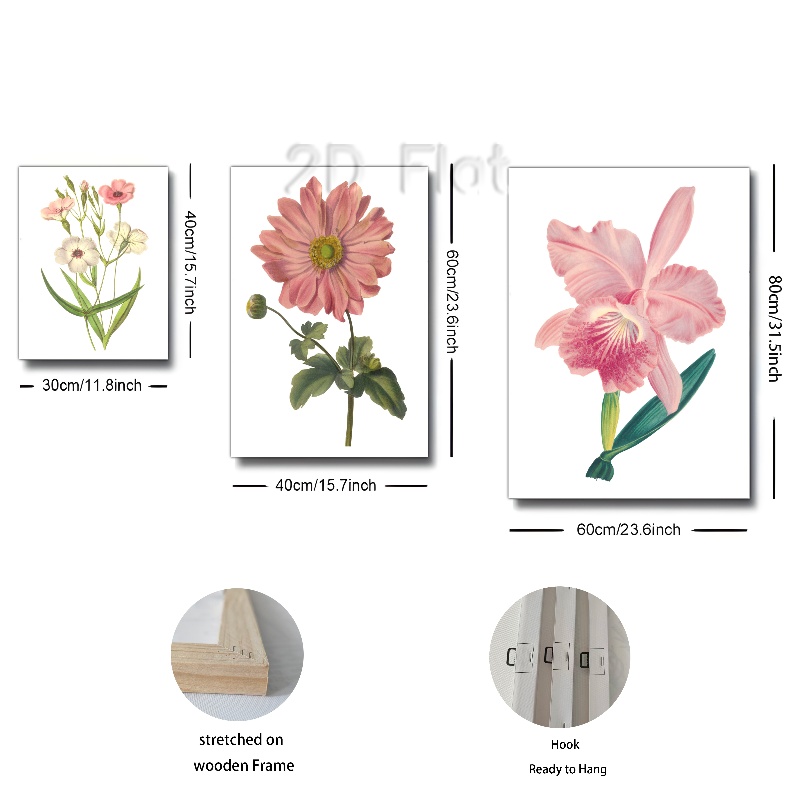 2D Flat
40cm/15.7inch
30cm/11.8inch
60cm/23.6inch
40cm/15.7inch
80cm/31.5inch
60cm/23.6inch
stretched on
wooden Frame
Hook
Ready to Hang